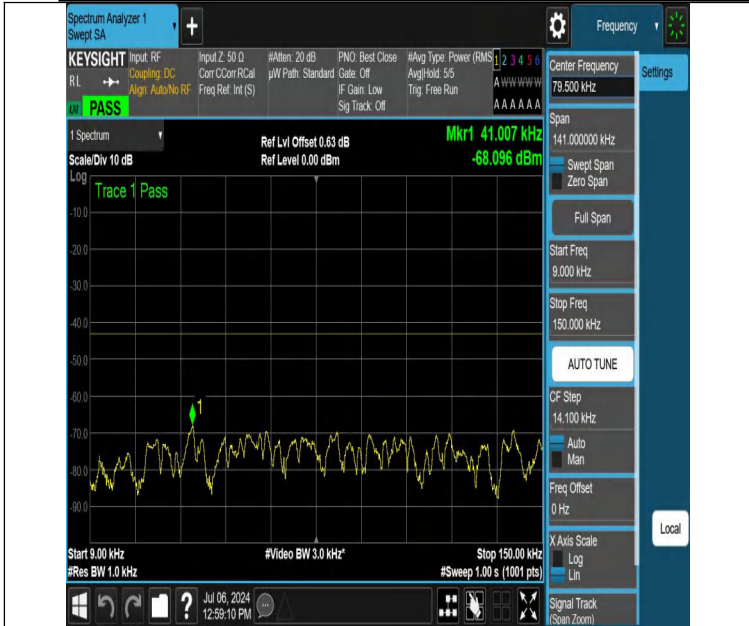 Spectrum Analyzer 1
Swept SA
Frequency
KEYSIGHT
RL
PASS
Input: RF
Coupling: DC
Align: Auto/No RF
Input Z: 50 Ω
Corr CCorr RCal
Freq Ref: Int (S)
#Atten: 20 dB
µW Path: Standard
PNO: Best Close
Gate: Off
IF Gain: Low
Sig Track: Off
#Avg Type: Power (RMS
Avg|Hold: 5/5
Trig: Free Run
1 2 3 4 5 6
A W W W W W
A A A A A A
1 Spectrum
Scale/Div 10 dB
Ref Lvl Offset 0.63 dB
Ref Level 0.00 dBm
Mkr1 41.007 kHz
-68.096 dBm
Log
Trace 1 Pass
-10.0
-20.0
-30.0
-40.0
-50.0
-60.0
1
-70.0
-80.0
-90.0
Start 9.00 kHz
#Res BW 1.0 kHz
#Video BW 3.0 kHz*
Stop 150.00 kHz
#Sweep 1.00 s (1001 pts)
?
Jul 06, 2024
12:59:10 PM
Center Frequency
79.500 kHz
Span
141.000000 kHz
Swept Span
Zero Span
Full Span
Start Freq
9.000 kHz
Stop Freq
150.000 kHz
AUTO TUNE
CF Step
14.100 kHz
Auto
Man
Freq Offset
0 Hz
X Axis Scale
Log
Lin
Signal Track
(Span Zoom)
Settings
Local